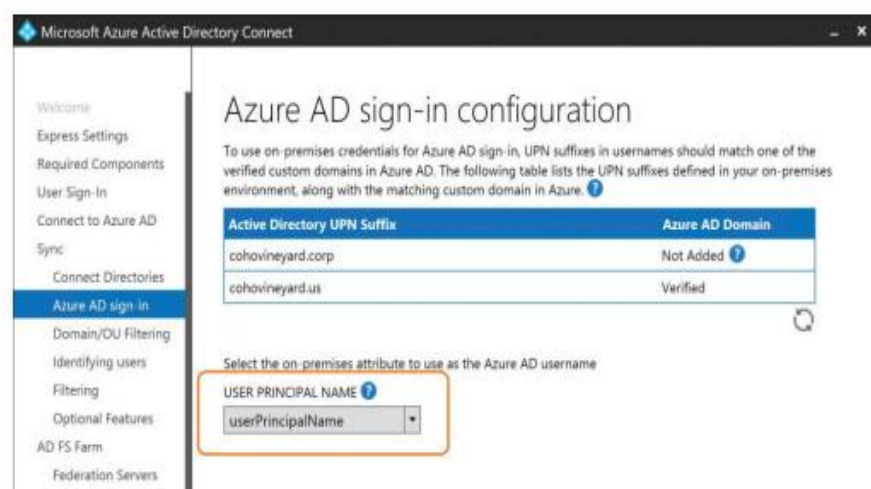 Microsoft Azure Active Directory Connect
Welcome
Express Settings
Required Components
User Sign-In
Connect to Azure AD
Sync
Connect Directories
Azure AD sign-in
Domain/OU Filtering
Identifying users
Filtering
Optional Features
AD FS Farm
Federation Servers
Azure AD sign-in configuration
To use on-premises credentials for Azure AD sign-in, UPN suffixes in usernames should match one of the
verified custom domains in Azure AD. The following table lists the UPN suffixes defined in your on-premises
environment, along with the matching custom domain in Azure. ?
Active Directory UPN Suffix Azure AD Domain
cohovineyard.corp Not Added ?
cohovineyard.us Verified
Select the on-premises attribute to use as the Azure AD username
USER PRINCIPAL NAME ?
userPrincipalName